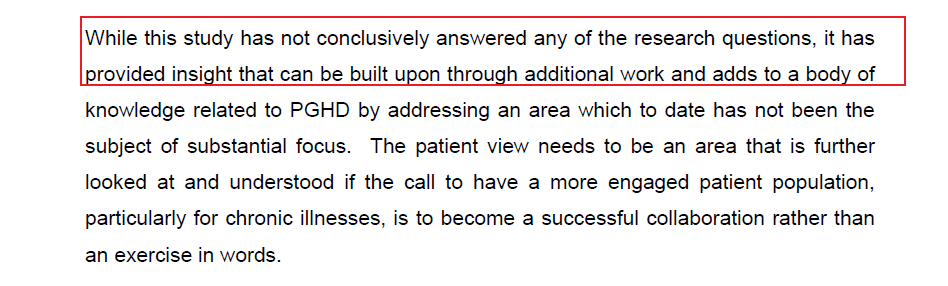 While this study has not conclusively answered any of the research questions, it has
provided insight that can be built upon through additional work and adds to a body of
knowledge related to PGHD by addressing an area which to date has not been the
subject of substantial focus.  The patient view needs to be an area that is further
looked at and understood if the call to have a more engaged patient population,
particularly for chronic illnesses, is to become a successful collaboration rather than
an exercise in words.